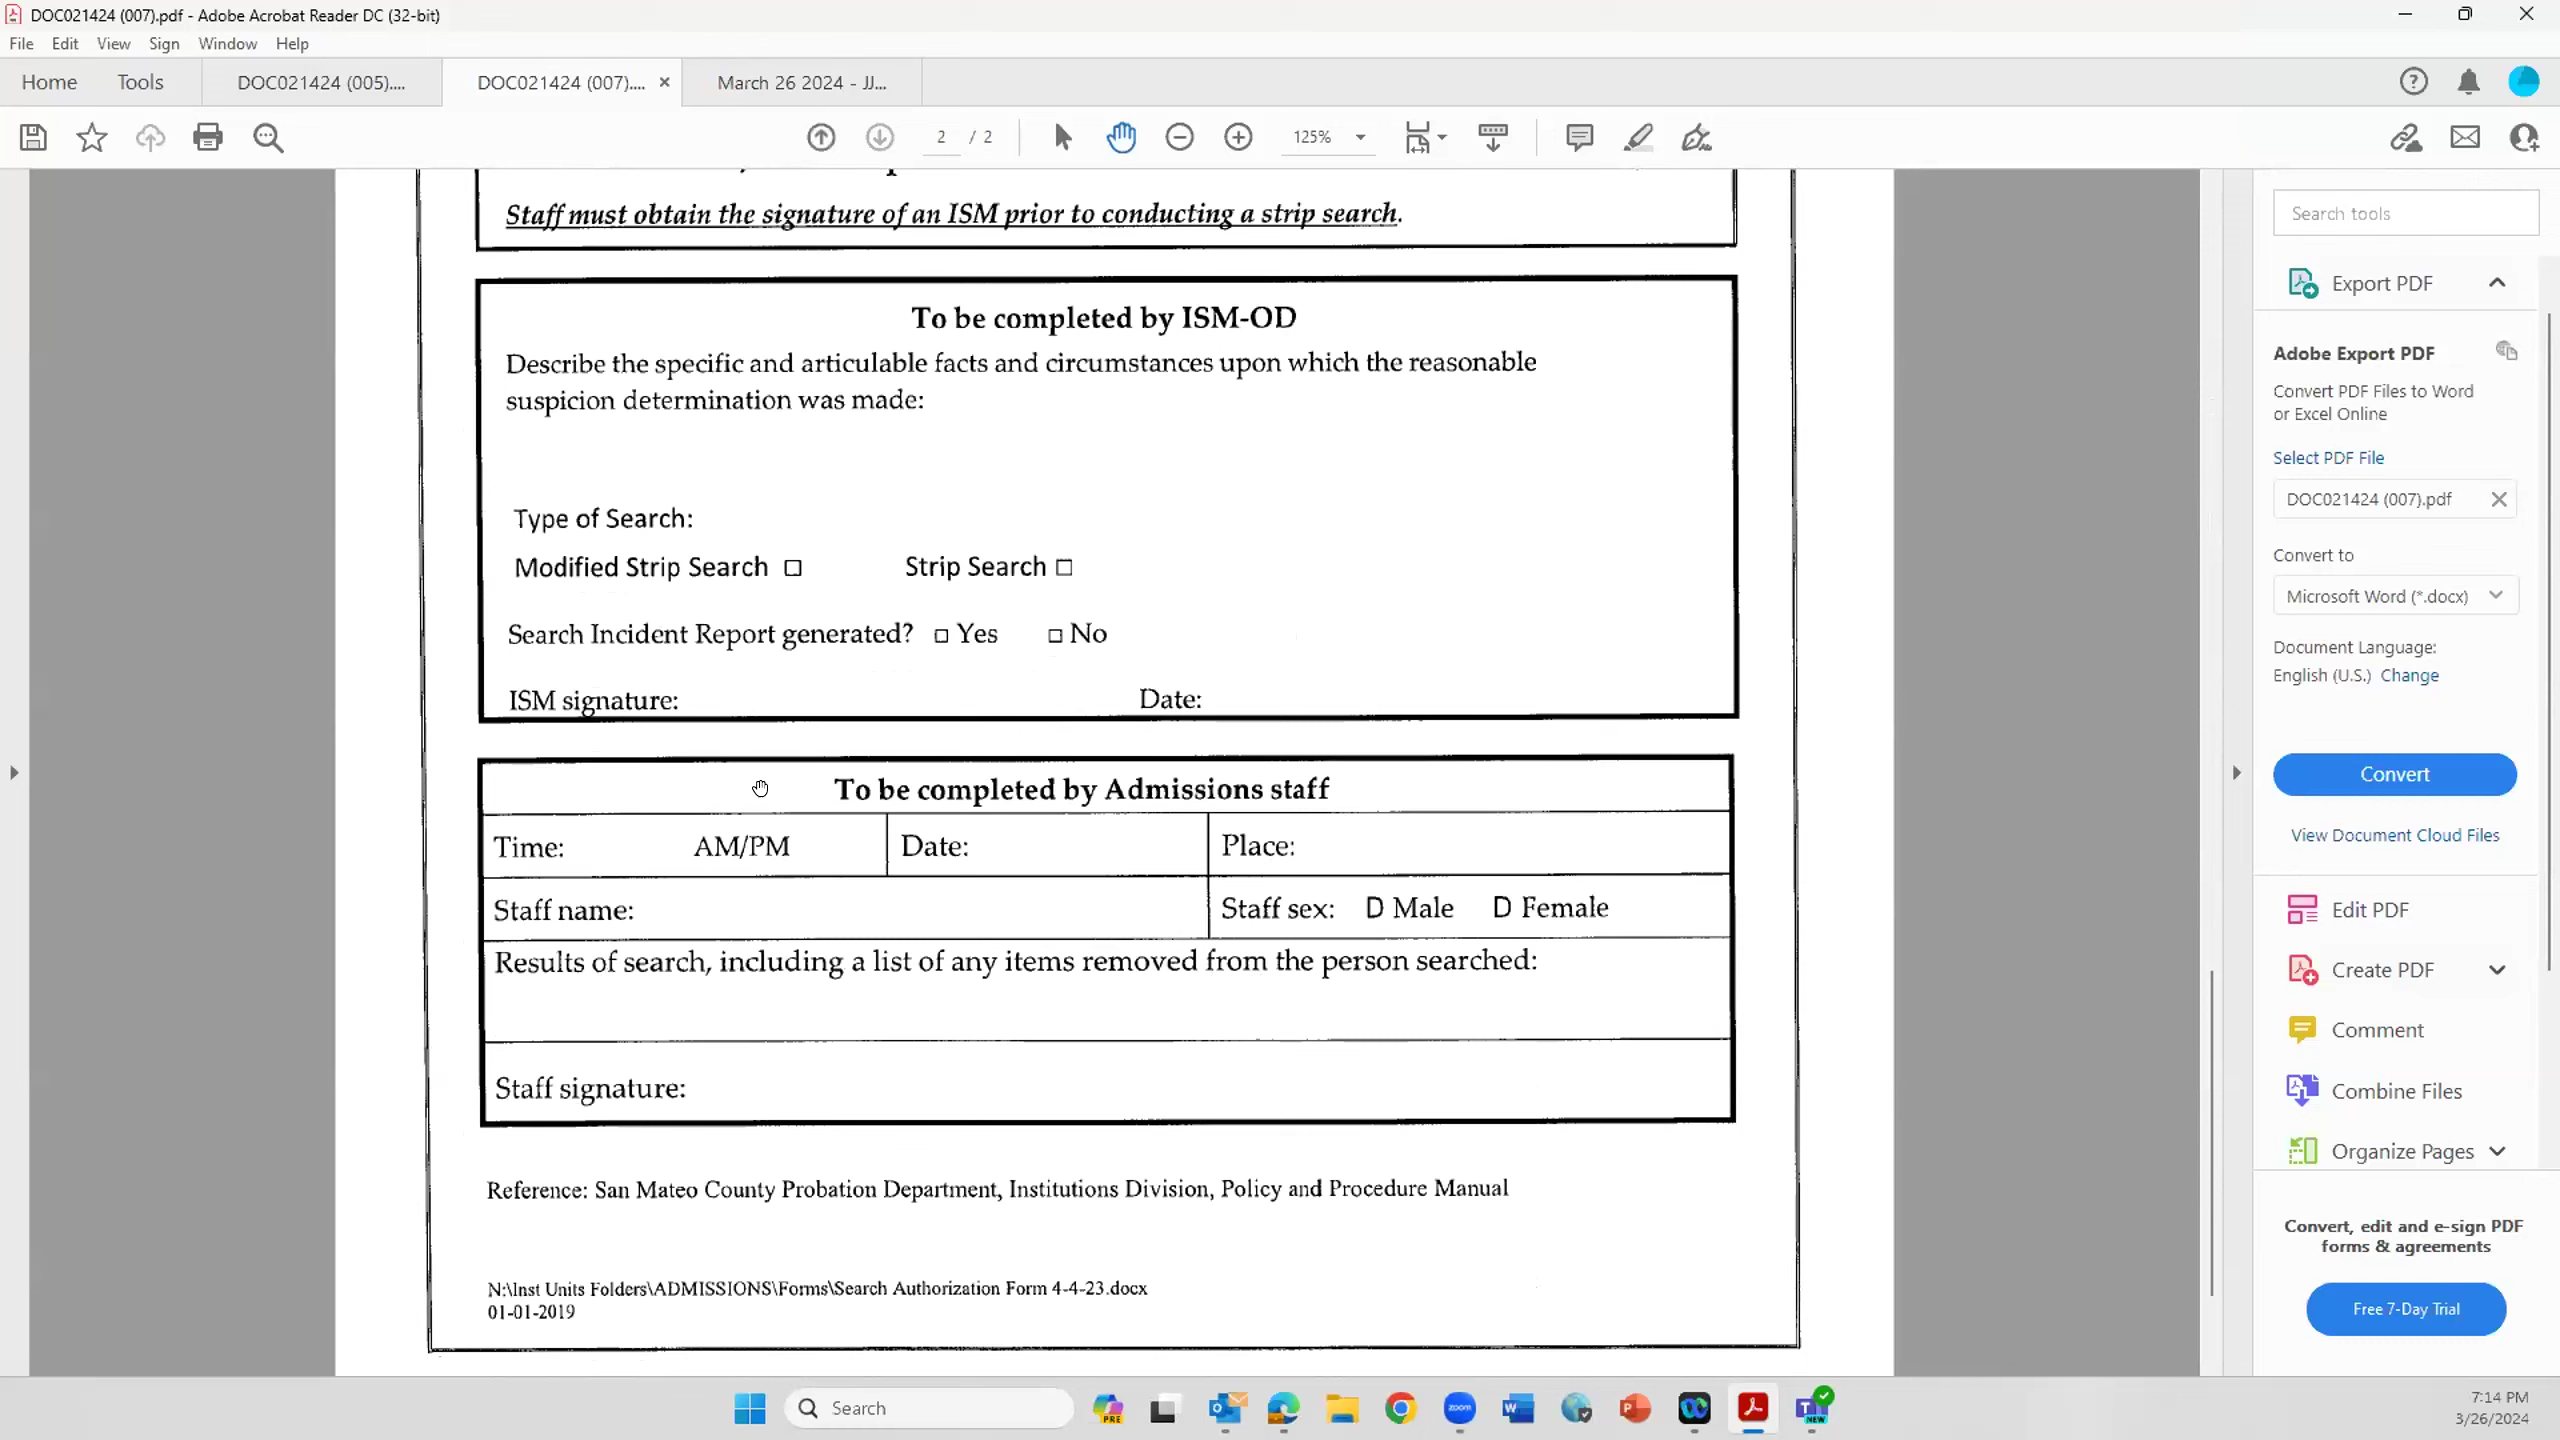 DOC021424 (007).pdf - Adobe Acrobat Reader DC (32-bit)
File Edit View Sign Window Help
Home Tools DOC021424 (005).... DOC021424 (007).... March 26 2024 - JJ...
2 / 2 125%
Staff must obtain the signature of an ISM prior to conducting a strip search.
To be completed by ISM-OD
Describe the specific and articulable facts and circumstances upon which the reasonable
suspicion determination was made:
Type of Search:
Modified Strip Search □ Strip Search □
Search Incident Report generated? □ Yes □ No
ISM signature: Date:
To be completed by Admissions staff
Time: AM/PM Date: Place:
Staff name: Staff sex: D Male D Female
Results of search, including a list of any items removed from the person searched:
Staff signature:
Reference: San Mateo County Probation Department, Institutions Division, Policy and Procedure Manual
N:\Inst Units Folders\ADMISSIONS\Forms\Search Authorization Form 4-4-23.docx
01-01-2019
Search tools
Export PDF
Adobe Export PDF
Convert PDF Files to Word
or Excel Online
Select PDF File
DOC021424 (007).pdf
Convert to
Microsoft Word (*.docx)
Document Language:
English (U.S.) Change
Convert
View Document Cloud Files
Edit PDF
Create PDF
Comment
Combine Files
Organize Pages
Convert, edit and e-sign PDF
forms & agreements
Free 7-Day Trial
Search
PRE
zoom
NEW
7:14 PM
3/26/2024